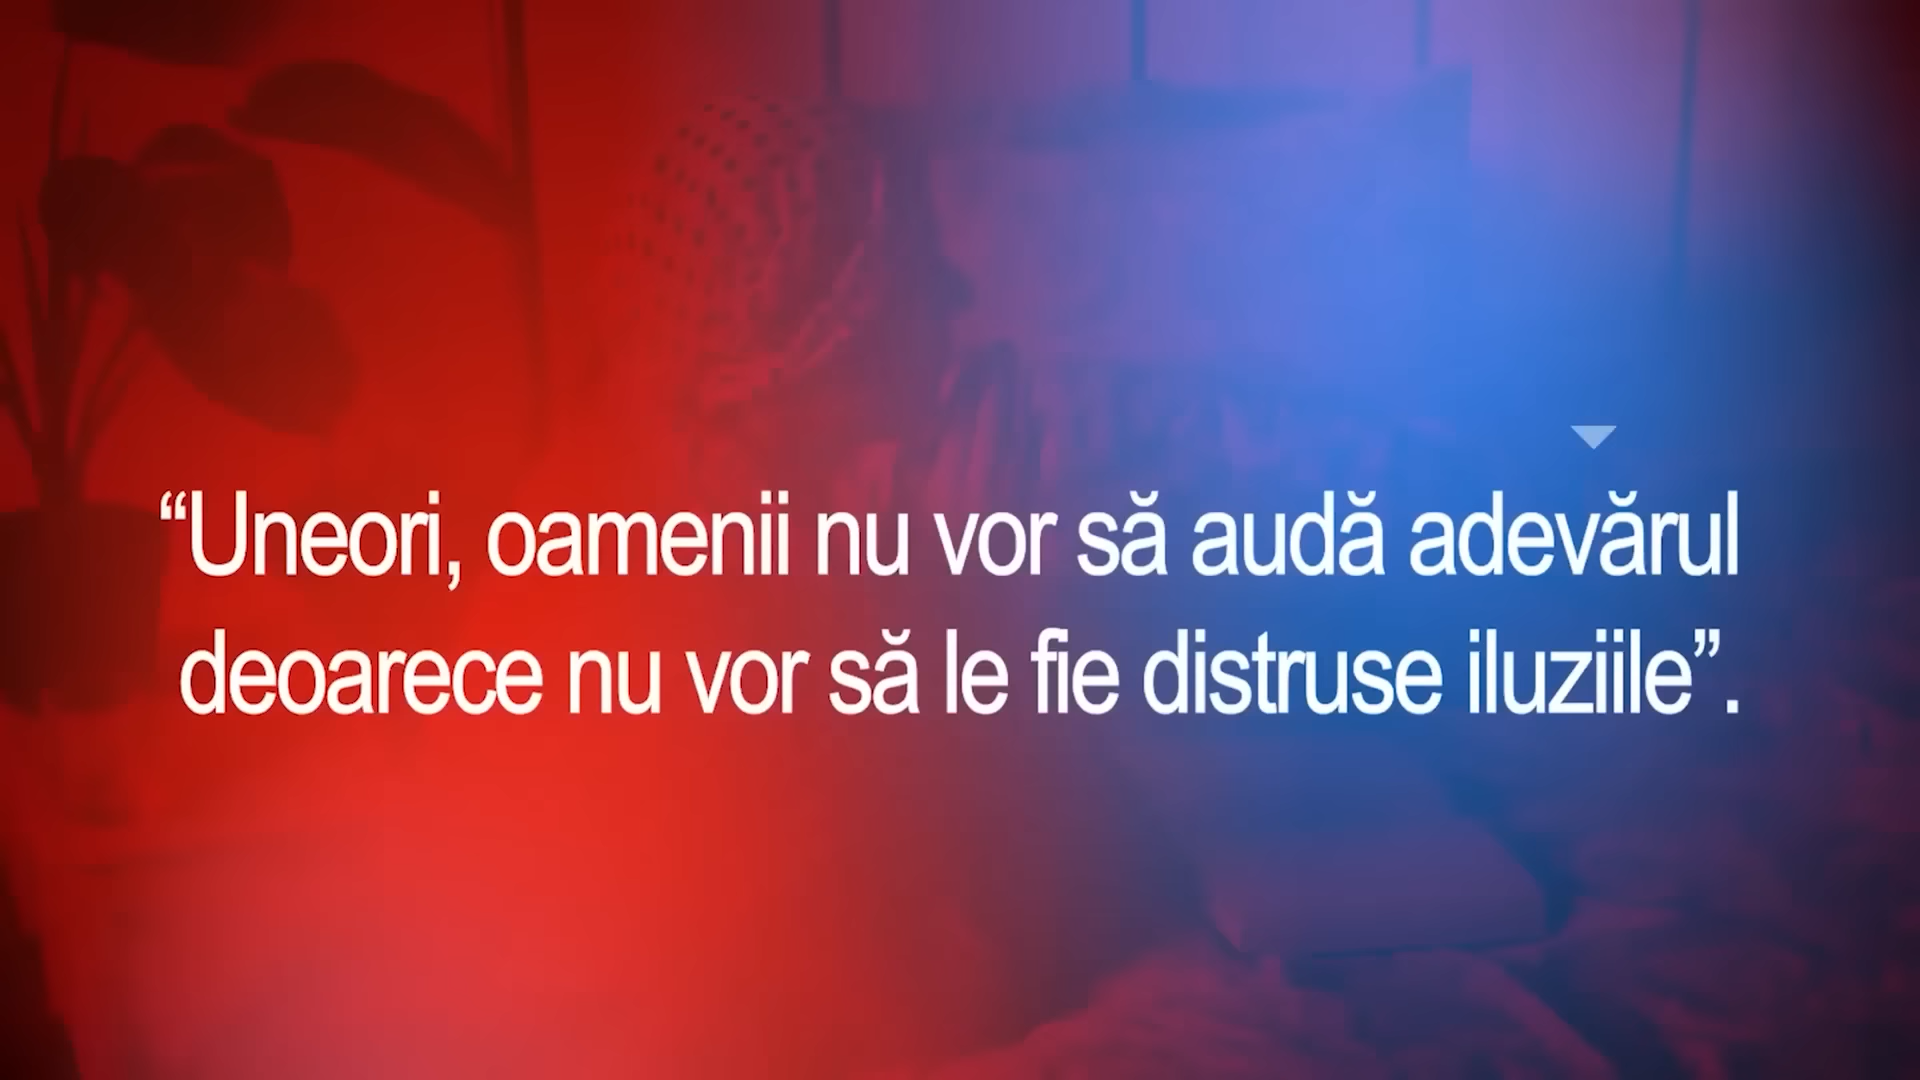 “Uneori, oamenii nu vor să audă adevărul
deoarece nu vor să le fie distruse iluziile”.